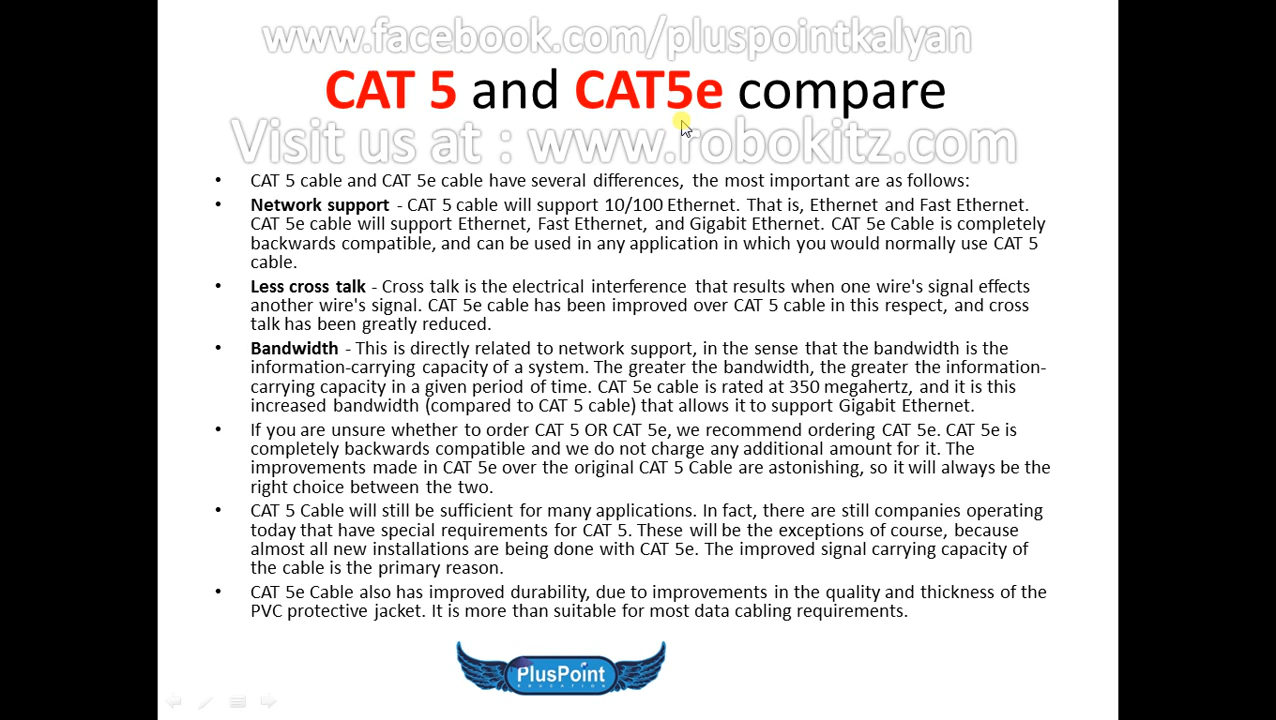 www.facebook.com/pluspointkalyan
CAT 5 and CAT5e compare
Visit us at : www.robokitz.com
• CAT 5 cable and CAT 5e cable have several differences, the most important are as follows:
• Network support - CAT 5 cable will support 10/100 Ethernet. That is, Ethernet and Fast Ethernet.
CAT 5e cable will support Ethernet, Fast Ethernet, and Gigabit Ethernet. CAT 5e Cable is completely
backwards compatible, and can be used in any application in which you would normally use CAT 5
cable.
• Less cross talk - Cross talk is the electrical interference that results when one wire's signal effects
another wire's signal. CAT 5e cable has been improved over CAT 5 cable in this respect, and cross
talk has been greatly reduced.
• Bandwidth - This is directly related to network support, in the sense that the bandwidth is the
information-carrying capacity of a system. The greater the bandwidth, the greater the information-
carrying capacity in a given period of time. CAT 5e cable is rated at 350 megahertz, and it is this
increased bandwidth (compared to CAT 5 cable) that allows it to support Gigabit Ethernet.
• If you are unsure whether to order CAT 5 OR CAT 5e, we recommend ordering CAT 5e. CAT 5e is
completely backwards compatible and we do not charge any additional amount for it. The
improvements made in CAT 5e over the original CAT 5 Cable are astonishing, so it will always be the
right choice between the two.
• CAT 5 Cable will still be sufficient for many applications. In fact, there are still companies operating
today that have special requirements for CAT 5. These will be the exceptions of course, because
almost all new installations are being done with CAT 5e. The improved signal carrying capacity of
the cable is the primary reason.
• CAT 5e Cable also has improved durability, due to improvements in the quality and thickness of the
PVC protective jacket. It is more than suitable for most data cabling requirements.
PlusPoint
EDUCATION